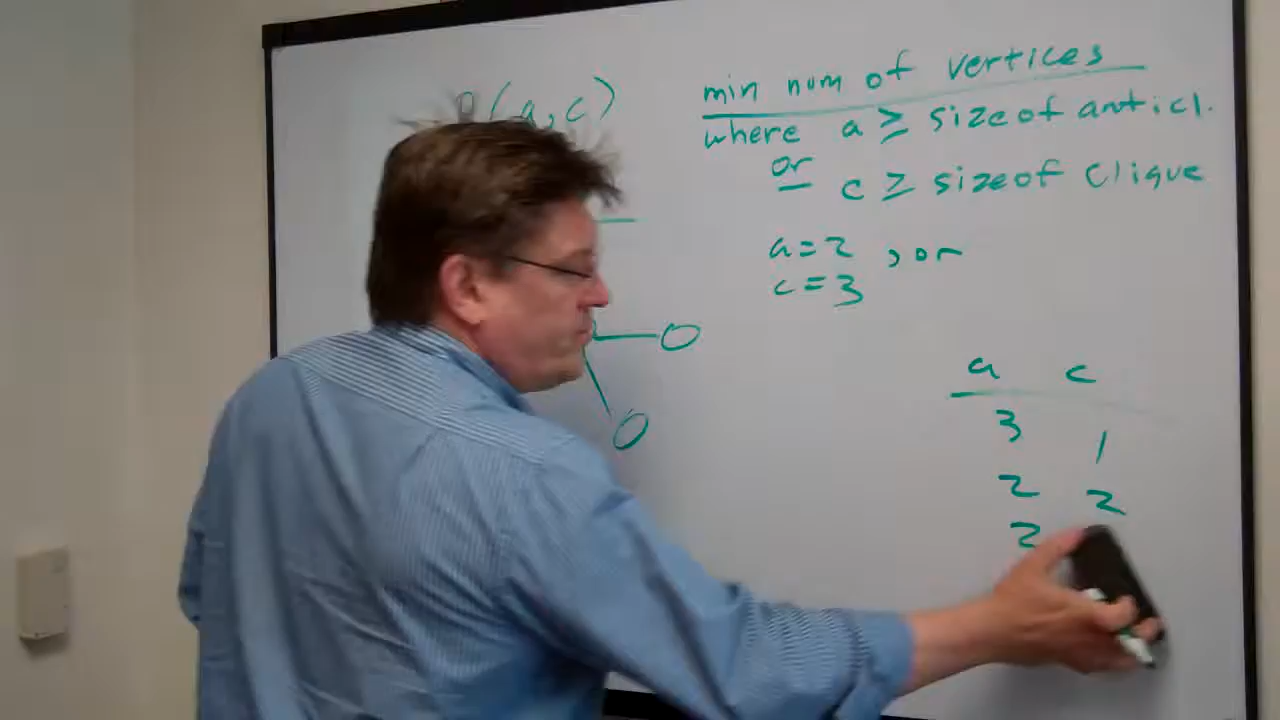 (a,c)
min num of vertices
where a ≥ size of anticl.
or c ≥ size of Clique
a=2 , or
c=3
a c
3 1
2 2
2